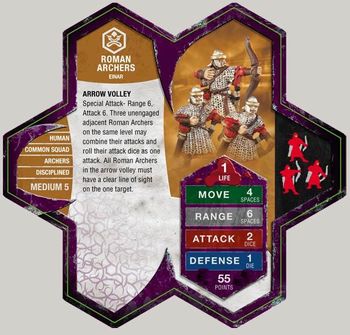 ROMAN
ARCHERS
EINAR
ARROW VOLLEY
Special Attack- Range 6,
Attack 6. Three unengaged
adjacent Roman Archers
on the same level may
combine their attacks and
roll their attack dice as one
attack. All Roman Archers
in the arrow volley must
have a clear line of sight
on the one target.
HUMAN
COMMON SQUAD
ARCHERS
DISCIPLINED
MEDIUM 5
1
LIFE
MOVE 4
SPACES
RANGE 6
SPACES
ATTACK 2
DICE
DEFENSE 1
DIE
55
POINTS